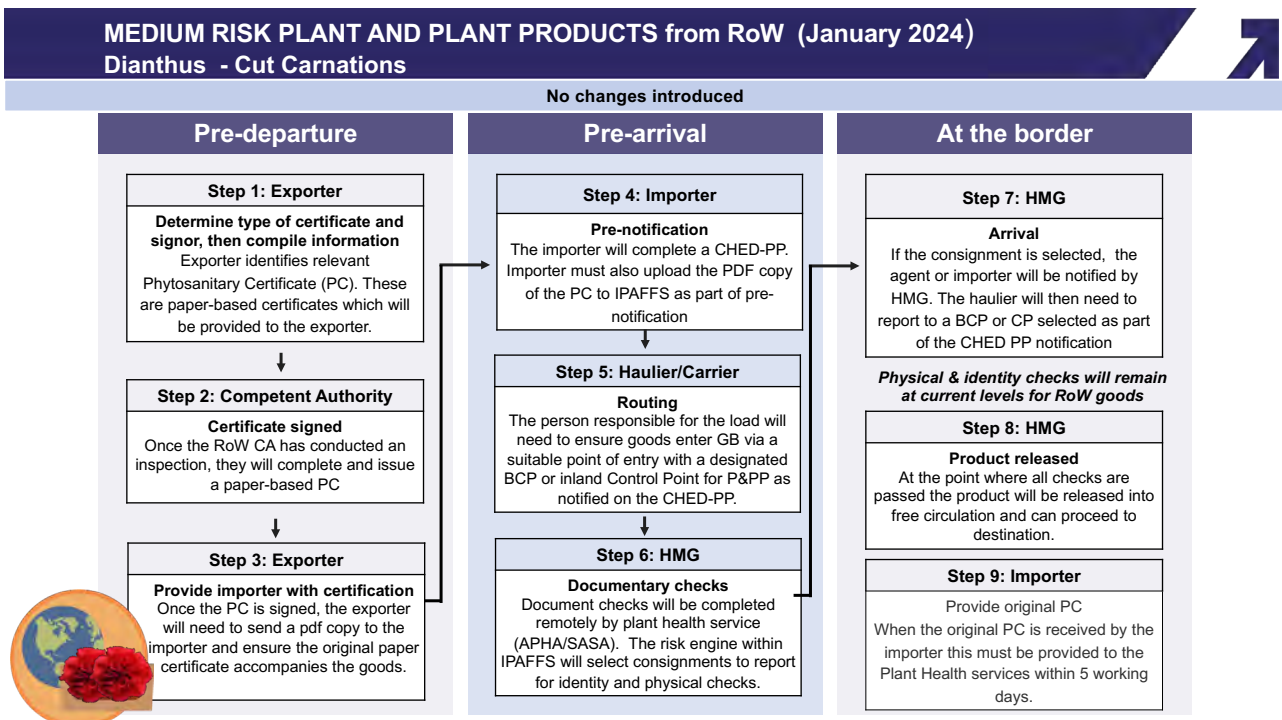 MEDIUM RISK PLANT AND PLANT PRODUCTS from RoW (January 2024)
Dianthus - Cut Carnations
No changes introduced
Pre-departure
Step 1: Exporter
Determine type of certificate and
signor, then compile information
Exporter identifies relevant
Phytosanitary Certificate (PC). These
are paper-based certificates which will
be provided to the exporter.
Step 2: Competent Authority
Certificate signed
Once the RoW CA has conducted an
inspection, they will complete and issue
a paper-based PC
Step 3: Exporter
Provide importer with certification
Once the PC is signed, the exporter
will need to send a pdf copy to the
importer and ensure the original paper
certificate accompanies the goods.
Pre-arrival
Step 4: Importer
Pre-notification
The importer will complete a CHED-PP.
Importer must also upload the PDF copy
of the PC to IPAFFS as part of pre-
notification
Step 5: Haulier/Carrier
Routing
The person responsible for the load will
need to ensure goods enter GB via a
suitable point of entry with a designated
BCP or inland Control Point for P&PP as
notified on the CHED-PP.
Step 6: HMG
Documentary checks
Document checks will be completed
remotely by plant health service
(APHA/SASA). The risk engine within
IPAFFS will select consignments to report
for identity and physical checks.
At the border
Step 7: HMG
Arrival
If the consignment is selected, the
agent or importer will be notified by
HMG. The haulier will then need to
report to a BCP or CP selected as part
of the CHED PP notification
Physical & identity checks will remain
at current levels for RoW goods
Step 8: HMG
Product released
At the point where all checks are
passed the product will be released into
free circulation and can proceed to
destination.
Step 9: Importer
Provide original PC
When the original PC is received by the
importer this must be provided to the
Plant Health services within 5 working
days.